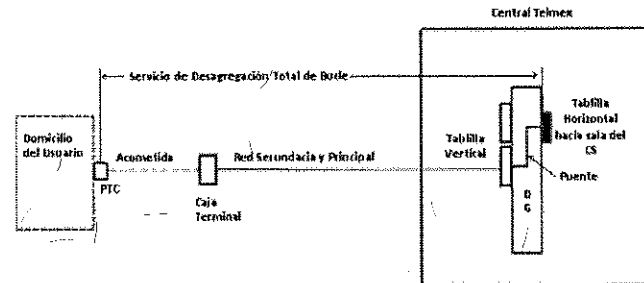 Central Telmex
Servicio de Desagregación Total de Bucle
Domicilio
del Usuario
Acometida
PTC
Caja
Terminal
Red Secundaria y Principal
Tablilla
Vertical
Tablilla
Horizontal
hacia sala del
CS
Puente
D
G